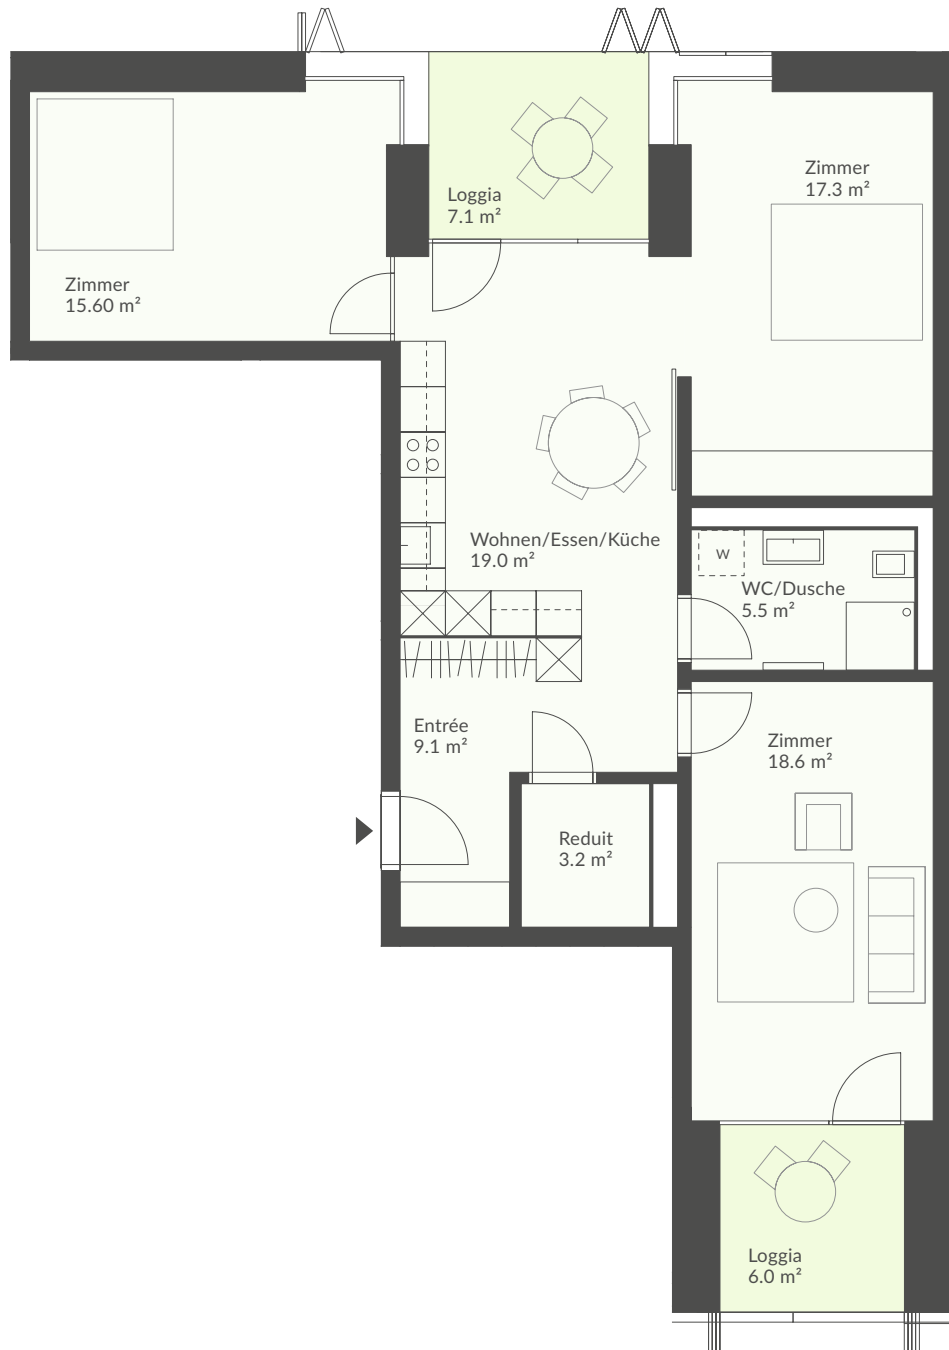 Zimmer
17.3 m²
Loggia
7.1 m²
Zimmer
15.60 m²
Wohnen/Essen/Küche
19.0 m²
W
WC/Dusche
5.5 m²
Entrée
9.1 m²
Zimmer
18.6 m²
Reduit
3.2 m²
Loggia
6.0 m²